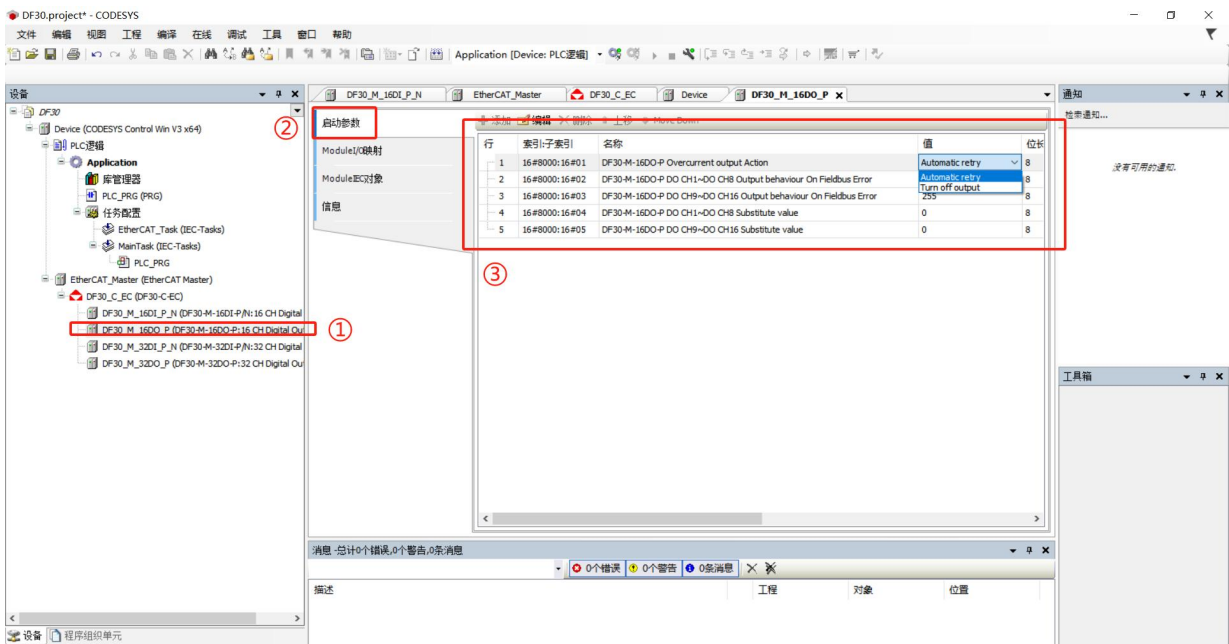 DF30.project* - CODESYS
文件 编辑 视图 工程 编译 在线 调试 工具 窗口 帮助
Application [Device: PLC逻辑]
设备
DF30
Device (CODESYS Control Win V3 x64)
PLC逻辑
Application
库管理器
PLC_PRG (PRG)
任务配置
EtherCAT_Task (IEC-Tasks)
MainTask (IEC-Tasks)
PLC_PRG
EtherCAT_Master (EtherCAT Master)
DF30_C_EC (DF30-C-EC)
DF30_M_16DI_P_N (DF30-M-16DI-P/N:16 CH Digital
DF30_M_16DO_P (DF30-M-16DO-P:16 CH Digital Ou
①
DF30_M_32DI_P_N (DF30-M-32DI-P/N:32 CH Digital
DF30_M_32DO_P (DF30-M-32DO-P:32 CH Digital Ou
设备 程序组织单元
DF30_M_16DI_P_N EtherCAT_Master DF30_C_EC Device DF30_M_16DO_P
②
启动参数
ModuleI/O映射
ModuleIEC对象
信息
添加 编辑 删除 上移 Move Down
行 索引:子索引 名称 值 位长
1 16#8000:16#01 DF30-M-16DO-P Overcurrent output Action Automatic retry 8
Automatic retry
Turn off output
2 16#8000:16#02 DF30-M-16DO-P DO CH1~DO CH8 Output behaviour On Fieldbus Error 8
3 16#8000:16#03 DF30-M-16DO-P DO CH9~DO CH16 Output behaviour On Fieldbus Error 255 8
4 16#8000:16#04 DF30-M-16DO-P DO CH1~DO CH8 Substitute value 0 8
5 16#8000:16#05 DF30-M-16DO-P DO CH9~DO CH16 Substitute value 0 8
③
消息 -总计0个错误,0个警告,0条消息
0个错误 0个警告 0条消息
描述 工程 对象 位置
通知
检索通知...
没有可用的通知.
工具箱